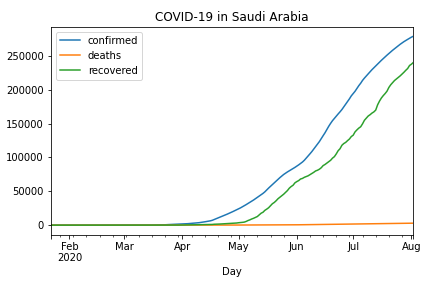 COVID-19 in Saudi Arabia
confirmed
deaths
recovered
250000
200000
150000
100000
50000
0
Feb Mar Apr May Jun Jul Aug
2020
Day